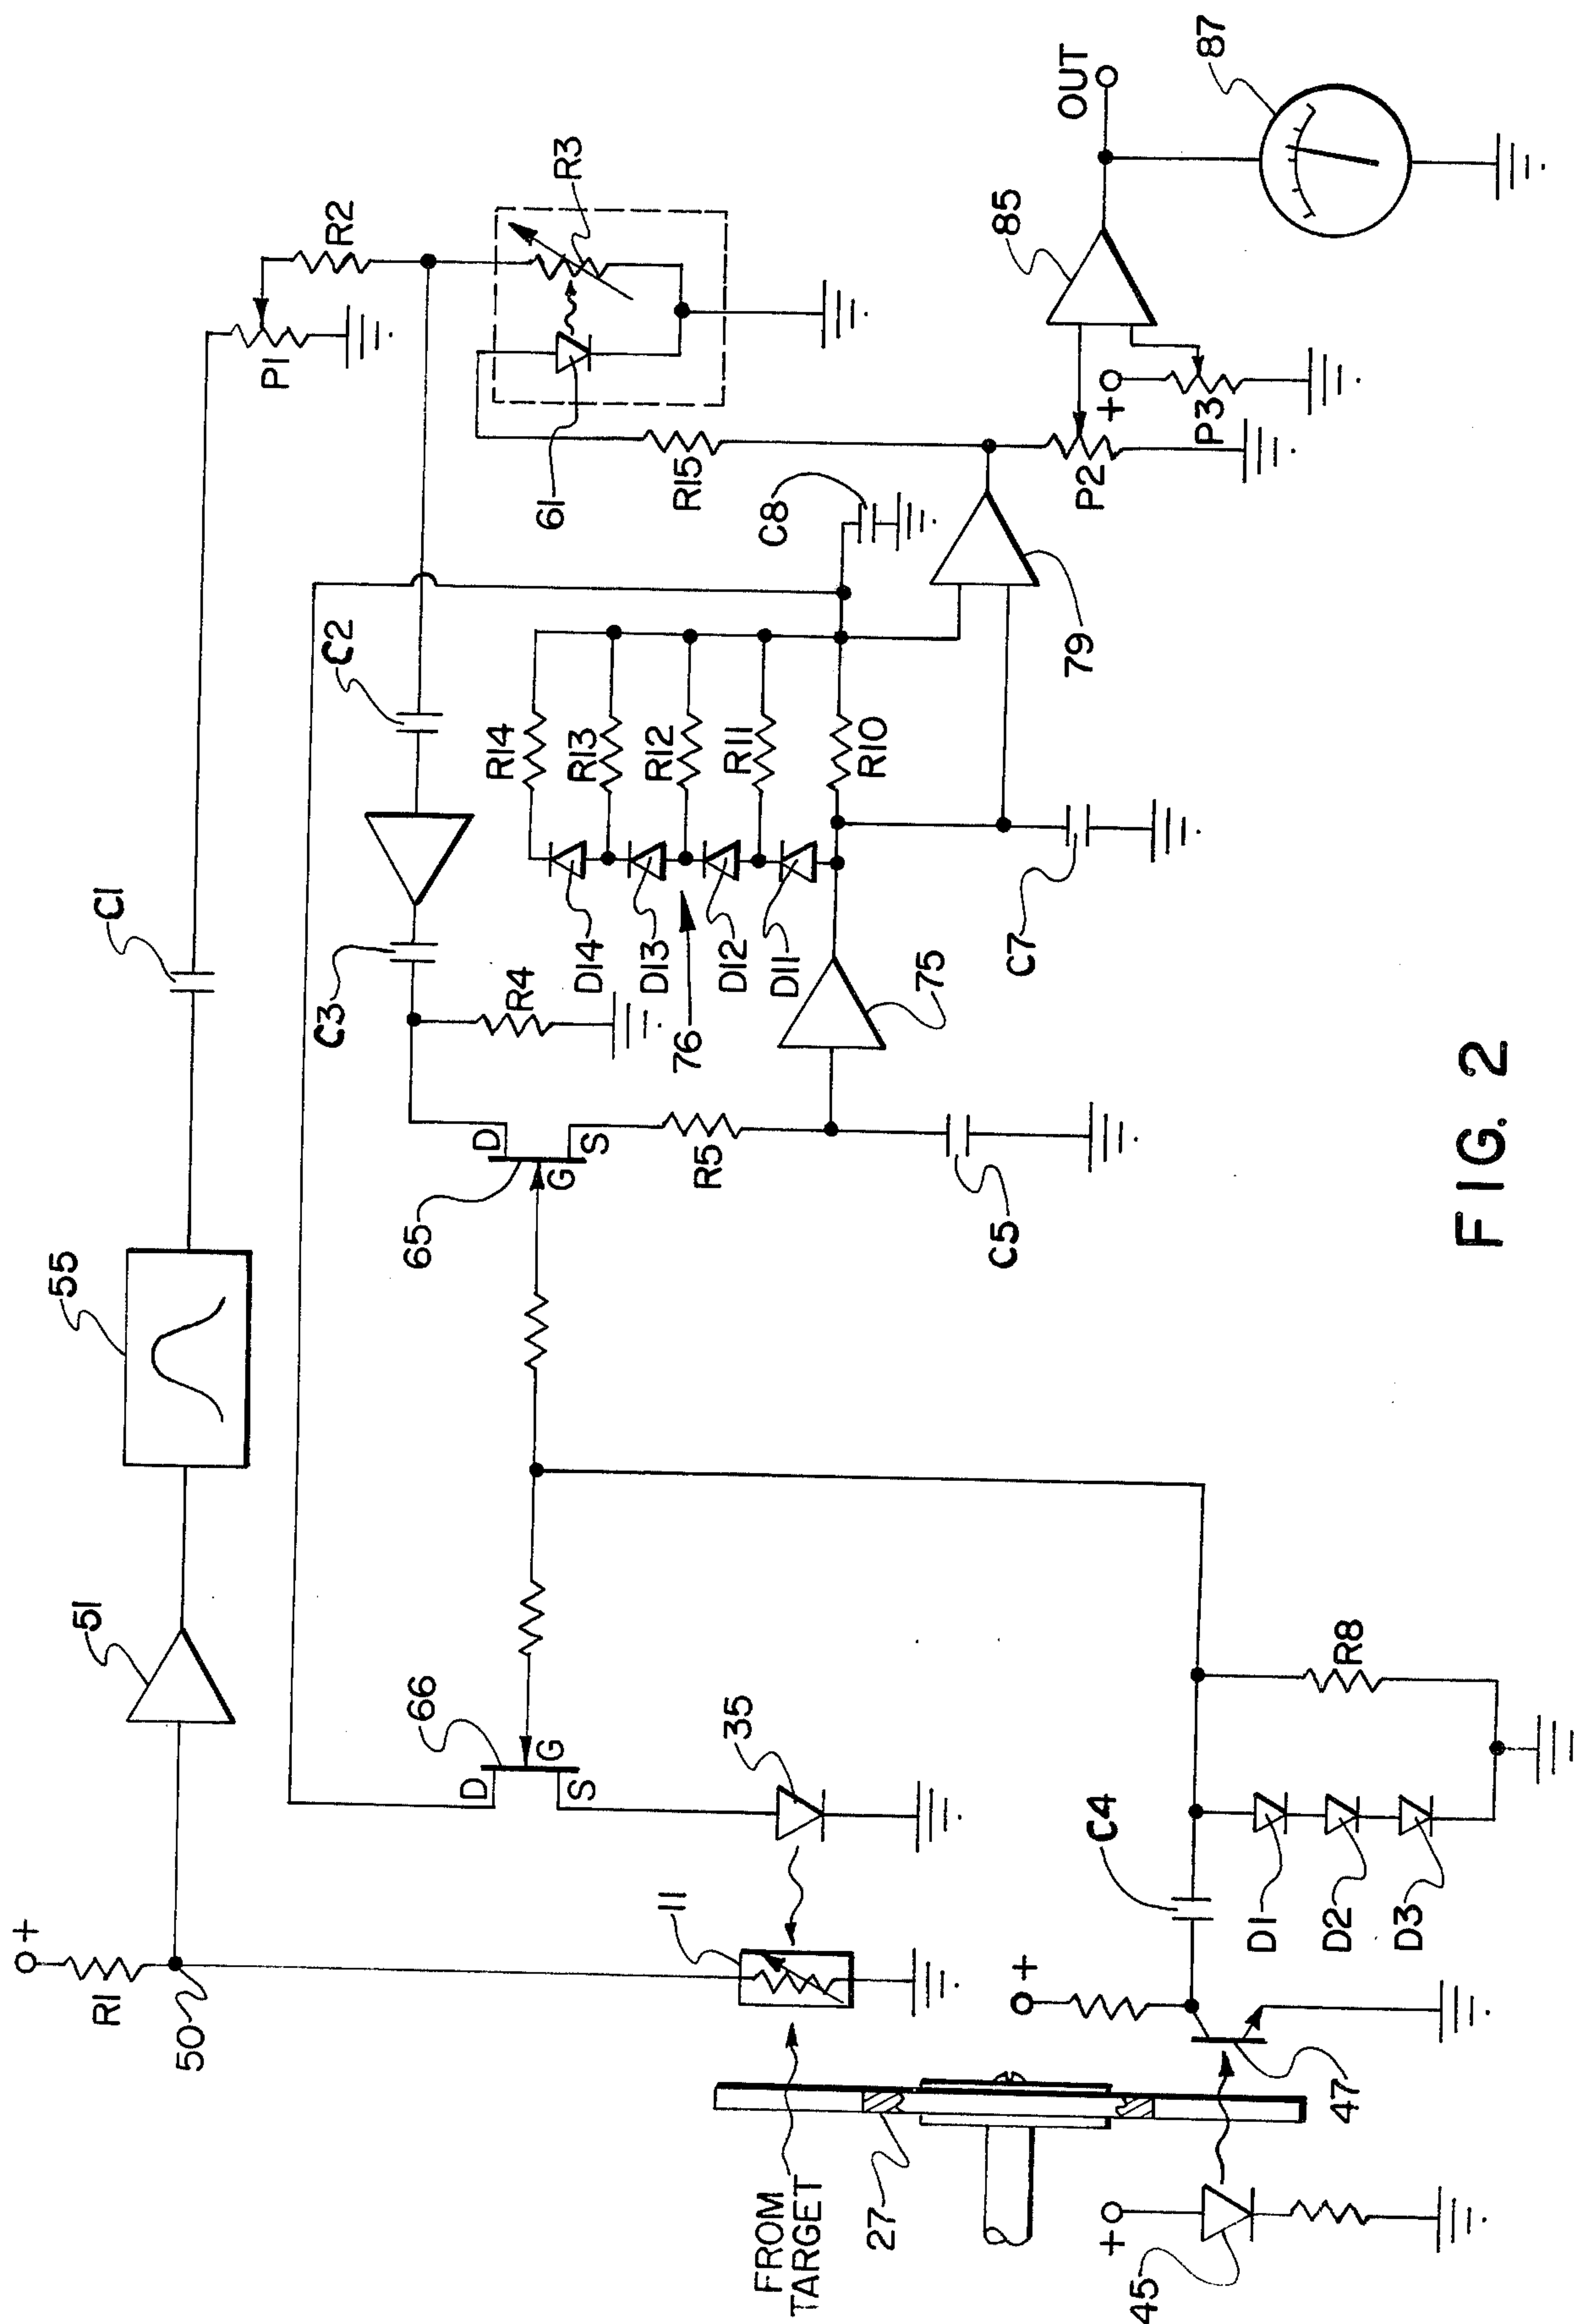 +
R1
50
51
55
C1
P1
R2
66
D
G
S
65
D
G
S
C3
R4
C2
R3
61
11
35
R5
76
D14
D13
D12
D11
R14
R13
R12
R11
R10
R15
C8
75
C7
79
C5
P2
+
P3
85
OUT
87
FROM
TARGET
27
45
+
47
+
C4
D1
D2
D3
R8
FIG. 2